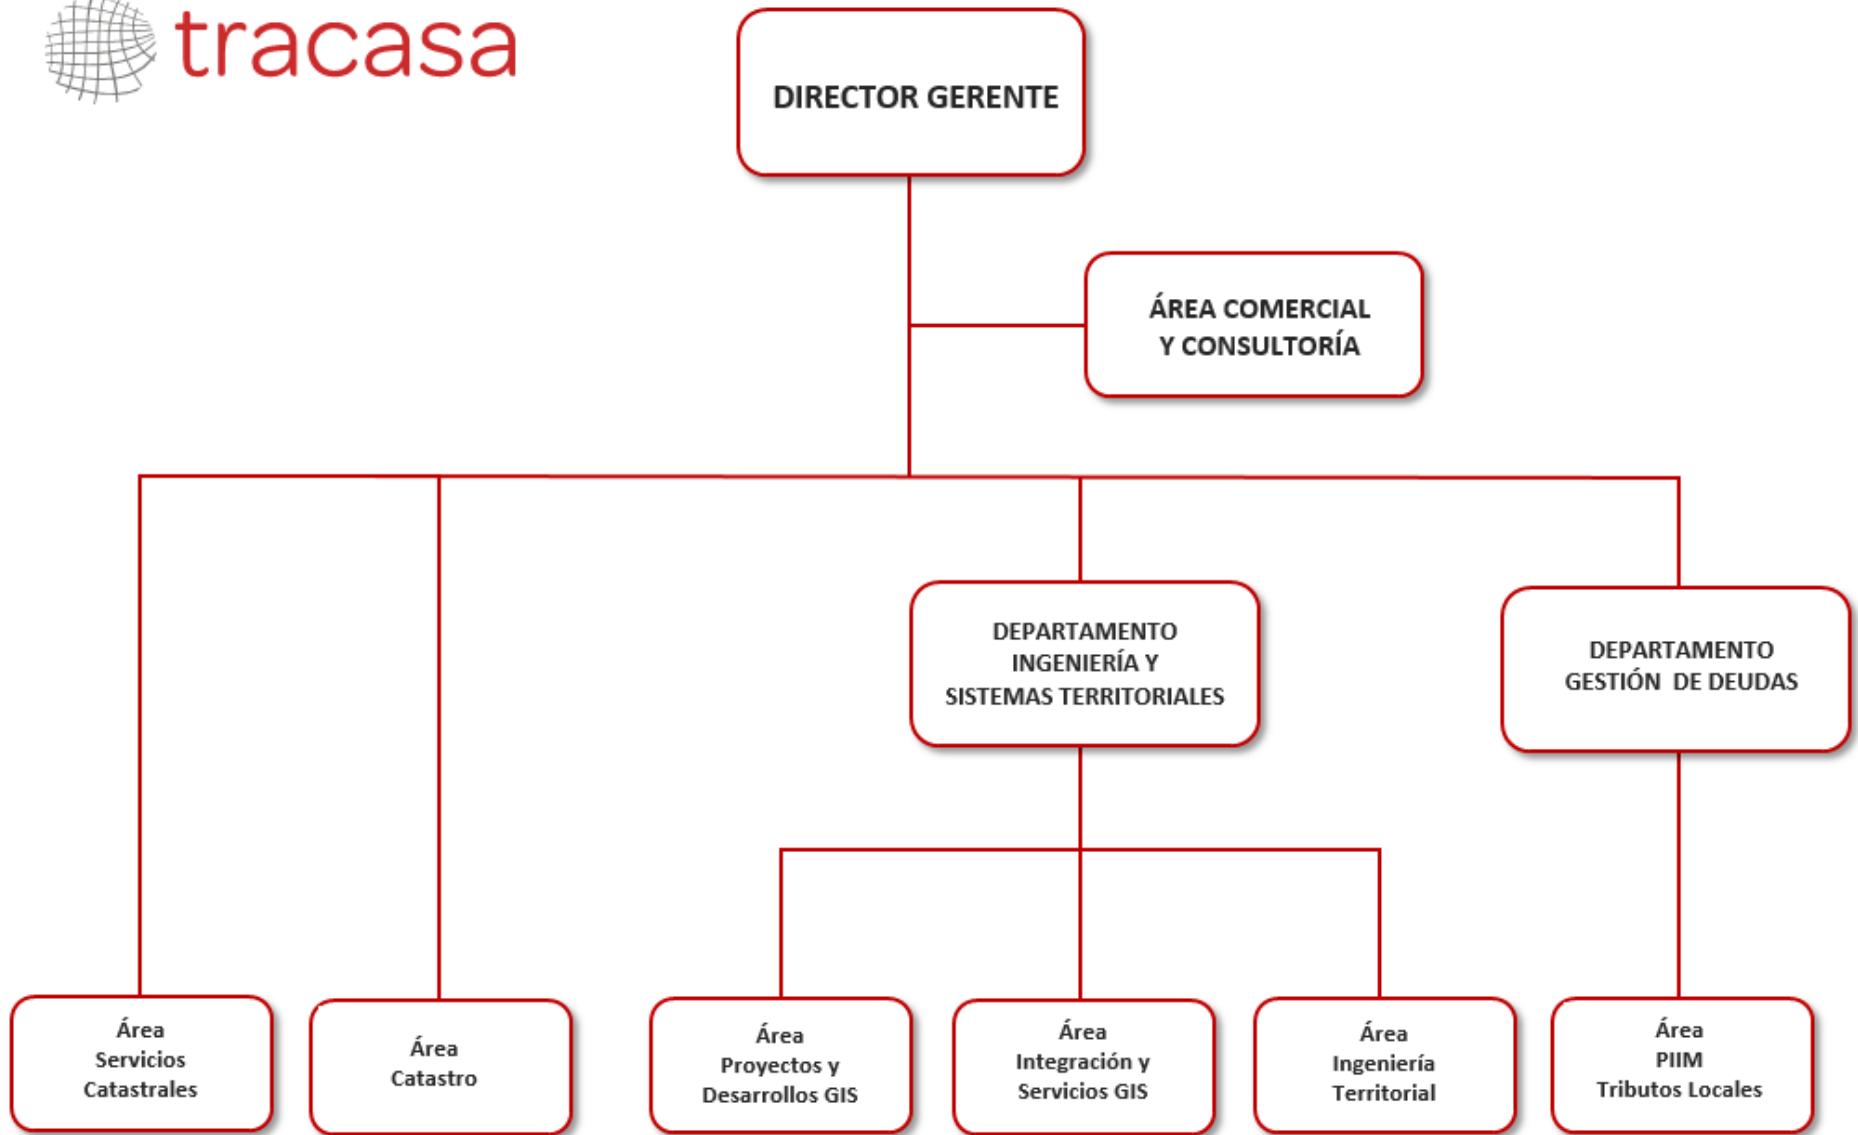 tracasa
DIRECTOR GERENTE
ÁREA COMERCIAL
Y CONSULTORÍA
DEPARTAMENTO
INGENIERÍA Y
SISTEMAS TERRITORIALES
DEPARTAMENTO
GESTIÓN DE DEUDAS
Área
Servicios
Catastrales
Área
Catastro
Área
Proyectos y
Desarrollos GIS
Área
Integración y
Servicios GIS
Área
Ingeniería
Territorial
Área
PIIM
Tributos Locales